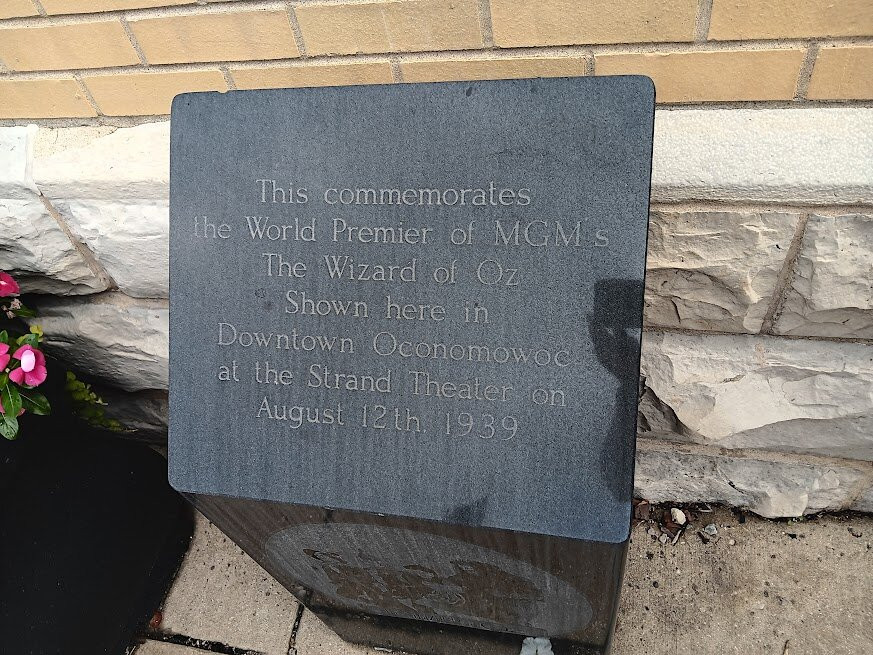 This commemorates
the World Premier of MGM's
The Wizard of Oz
Shown here in
Downtown Oconomowoc
at the Strand Theater on
August 12th, 1939